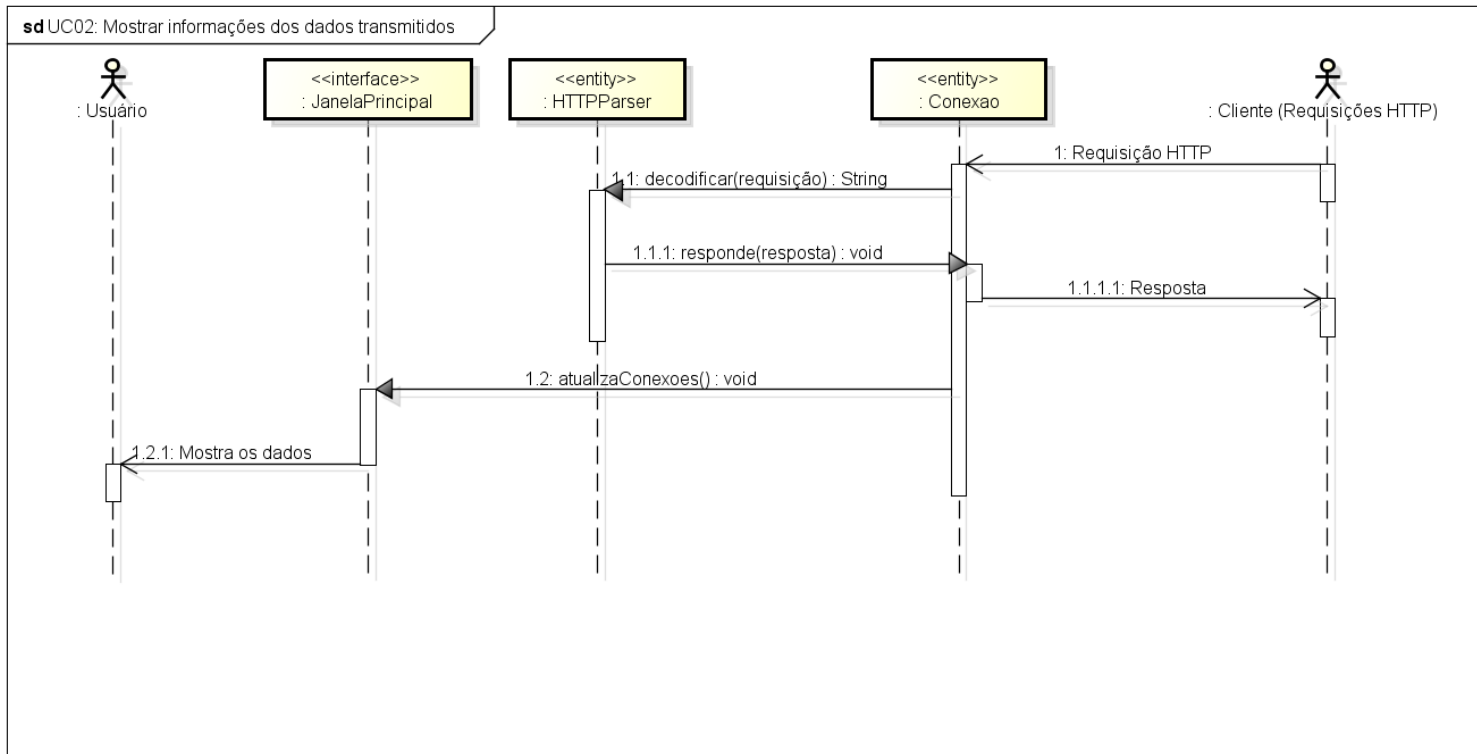 sd UC02: Mostrar informações dos dados transmitidos
: Usuário
<<interface>>
: JanelaPrincipal
<<entity>>
: HTTPParser
<<entity>>
: Conexao
: Cliente (Requisições HTTP)
1: Requisição HTTP
1.1: decodificar(requisição) : String
1.1.1: responde(resposta) : void
1.1.1.1: Resposta
1.2: atualizaConexoes() : void
1.2.1: Mostra os dados